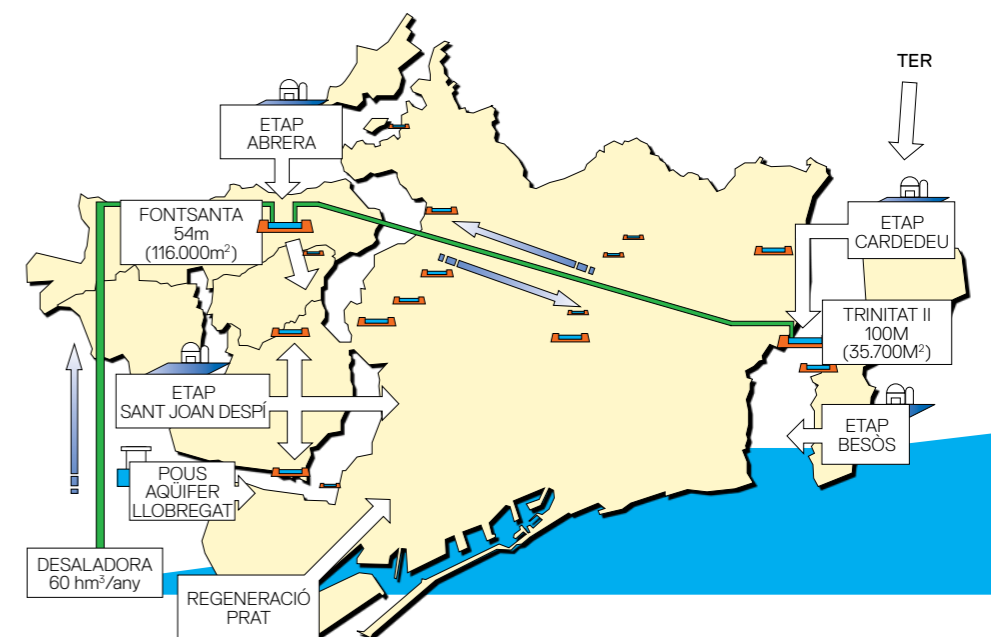 TER
ETAP
ABRERA
ETAP
CARDEDEU
FONTSANTA
54m
(116.000m²)
TRINITAT II
100M
(35.700M²)
ETAP
SANT JOAN DESPÍ
ETAP
BESÒS
POUS
AQÜIFER
LLOBREGAT
DESALADORA
60 hm³/any
REGENERACIÓ
PRAT